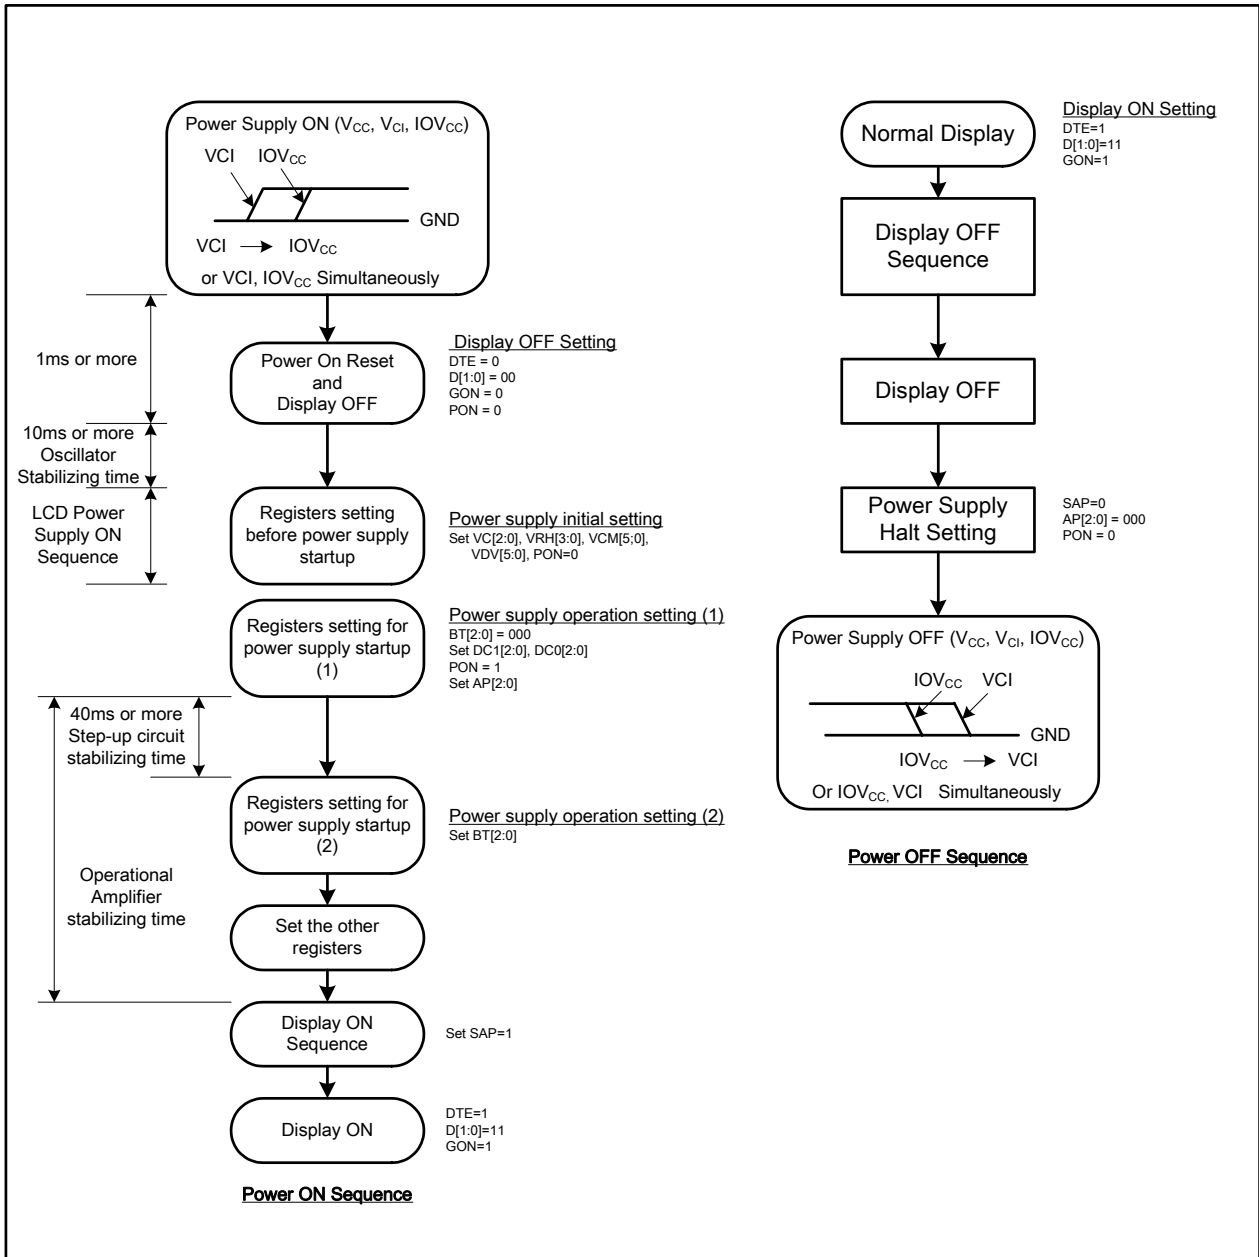 Power Supply ON (VCC, VCI, IOVCC)
VCI IOVCC
GND
VCI → IOVCC
or VCI, IOVCC Simultaneously
1ms or more
Power On Reset
and
Display OFF
Display OFF Setting
DTE = 0
D[1:0] = 00
GON = 0
PON = 0
10ms or more
Oscillator
Stabilizing time
LCD Power
Supply ON
Sequence
Registers setting
before power supply
startup
Power supply initial setting
Set VC[2:0], VRH[3:0], VCM[5;0],
VDV[5:0], PON=0
Registers setting for
power supply startup
(1)
Power supply operation setting (1)
BT[2:0] = 000
Set DC1[2:0], DC0[2:0]
PON = 1
Set AP[2:0]
40ms or more
Step-up circuit
stabilizing time
Registers setting for
power supply startup
(2)
Power supply operation setting (2)
Set BT[2:0]
Operational
Amplifier
stabilizing time
Set the other
registers
Display ON
Sequence
Set SAP=1
Display ON
DTE=1
D[1:0]=11
GON=1
Power ON Sequence
Normal Display
Display ON Setting
DTE=1
D[1:0]=11
GON=1
Display OFF
Sequence
Display OFF
Power Supply
Halt Setting
SAP=0
AP[2:0] = 000
PON = 0
Power Supply OFF (VCC, VCI, IOVCC)
IOVCC VCI
GND
IOVCC → VCI
Or IOVCC, VCI Simultaneously
Power OFF Sequence